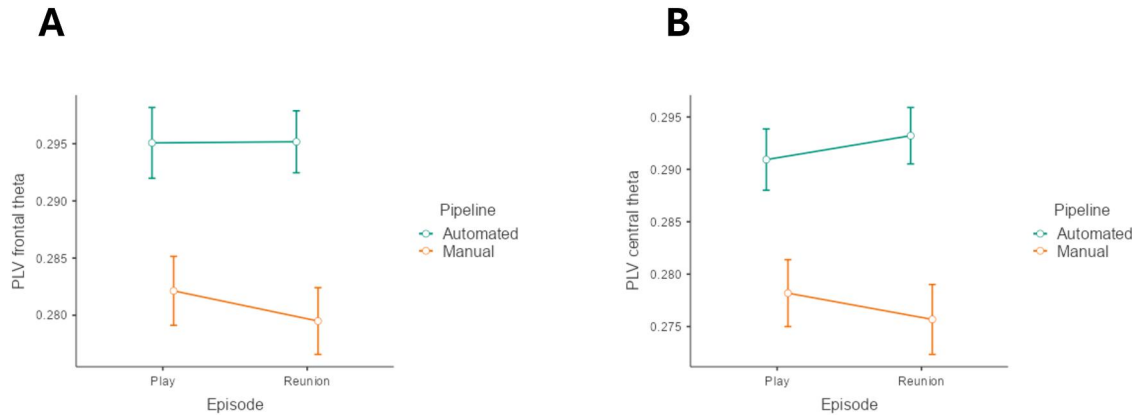 A
PLV frontal theta
0.295
0.290
0.285
0.280
Play
Reunion
Episode
Pipeline
Automated
Manual
B
PLV central theta
0.295
0.290
0.285
0.280
0.275
Play
Reunion
Episode
Pipeline
Automated
Manual